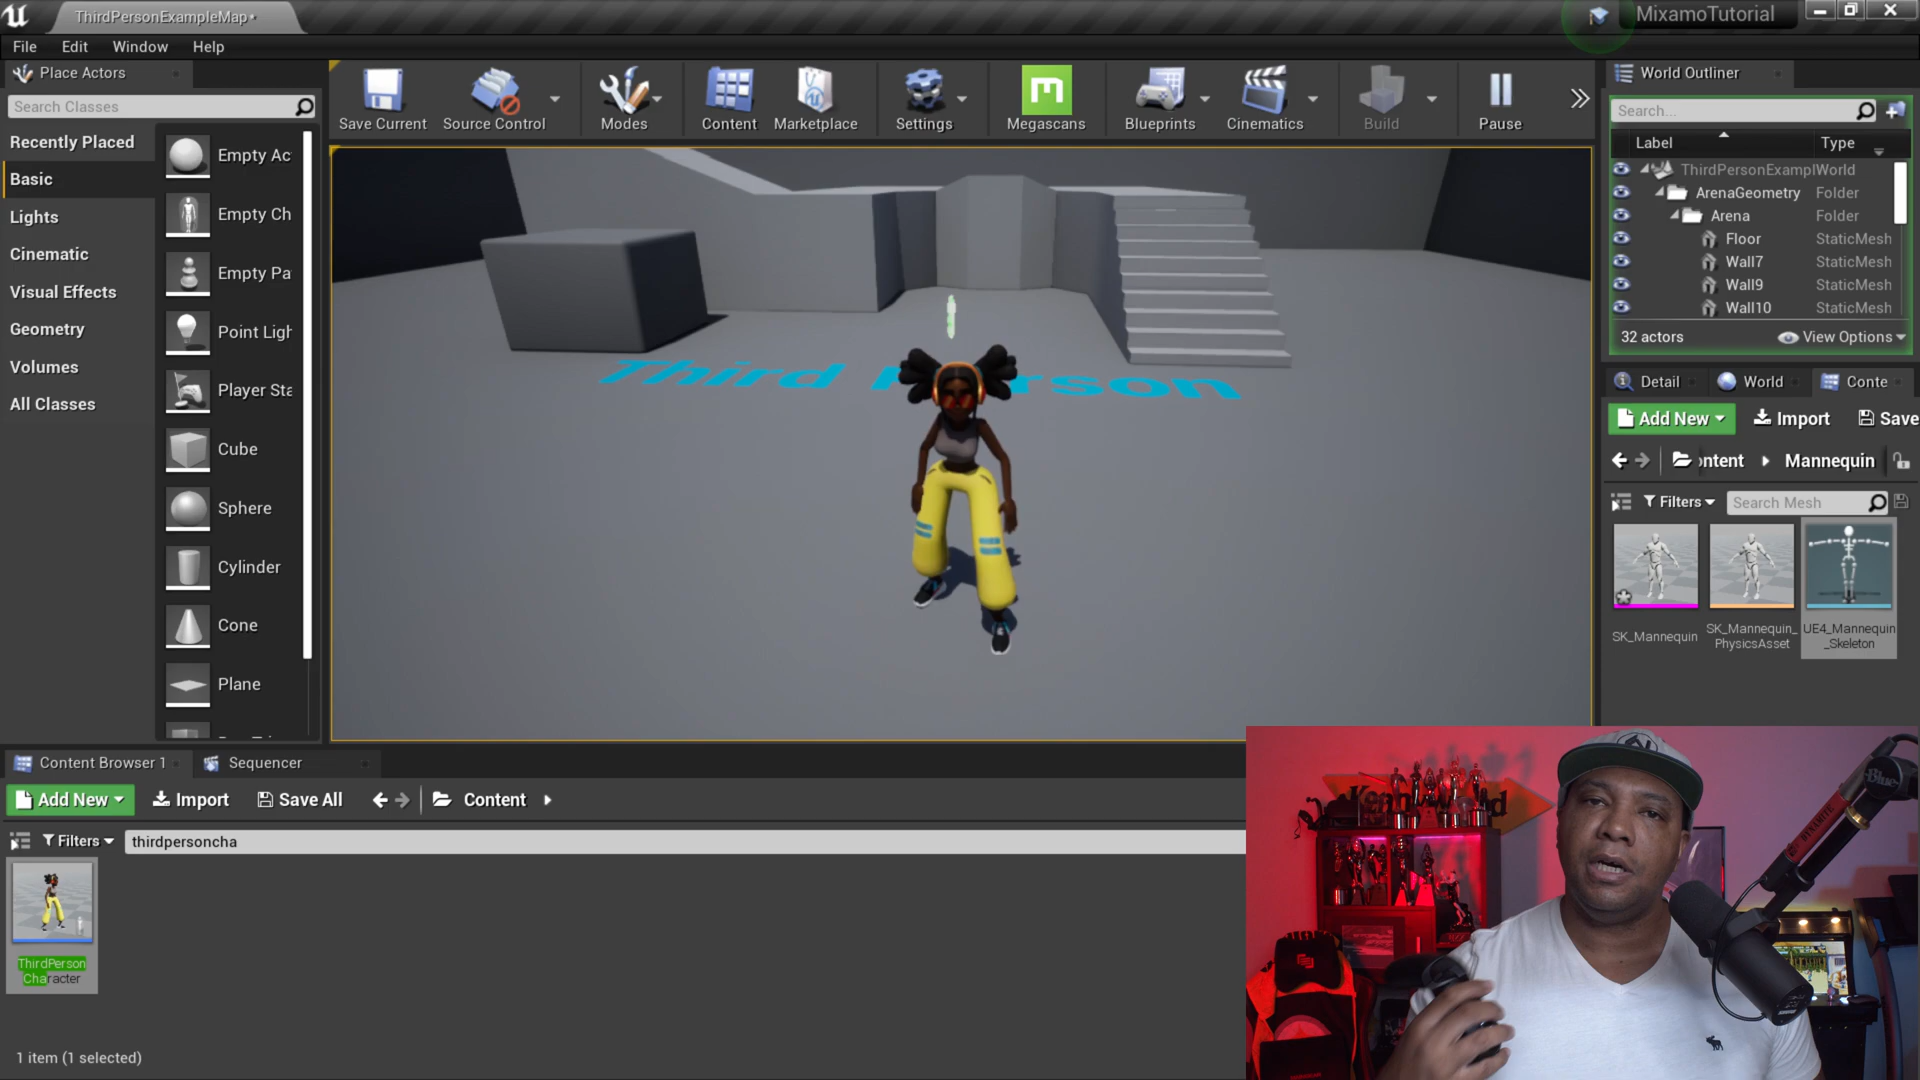 ThirdPersonExampleMap•
MixamoTutorial
File Edit Window Help
Place Actors
Search Classes
Recently Placed
Basic
Lights
Cinematic
Visual Effects
Geometry
Volumes
All Classes
Empty Ac
Empty Ch
Empty Pa
Point Ligh
Player Sta
Cube
Sphere
Cylinder
Cone
Plane
Save Current
Source Control
Modes
Content
Marketplace
Settings
Megascans
Blueprints
Cinematics
Build
Pause
Third Person
World Outliner
Search...
Label Type
ThirdPersonExampl World
ArenaGeometry Folder
Arena Folder
Floor StaticMesh
Wall7 StaticMesh
Wall9 StaticMesh
Wall10 StaticMesh
32 actors View Options
Detail World Conte
Add New Import Save
ontent Mannequin
Filters Search Mesh
SK_Mannequin
SK_Mannequin_
PhysicsAsset
UE4_Mannequin
_Skeleton
Content Browser 1 Sequencer
Add New Import Save All Content
Filters thirdpersoncha
ThirdPerson
Character
1 item (1 selected)
Blue